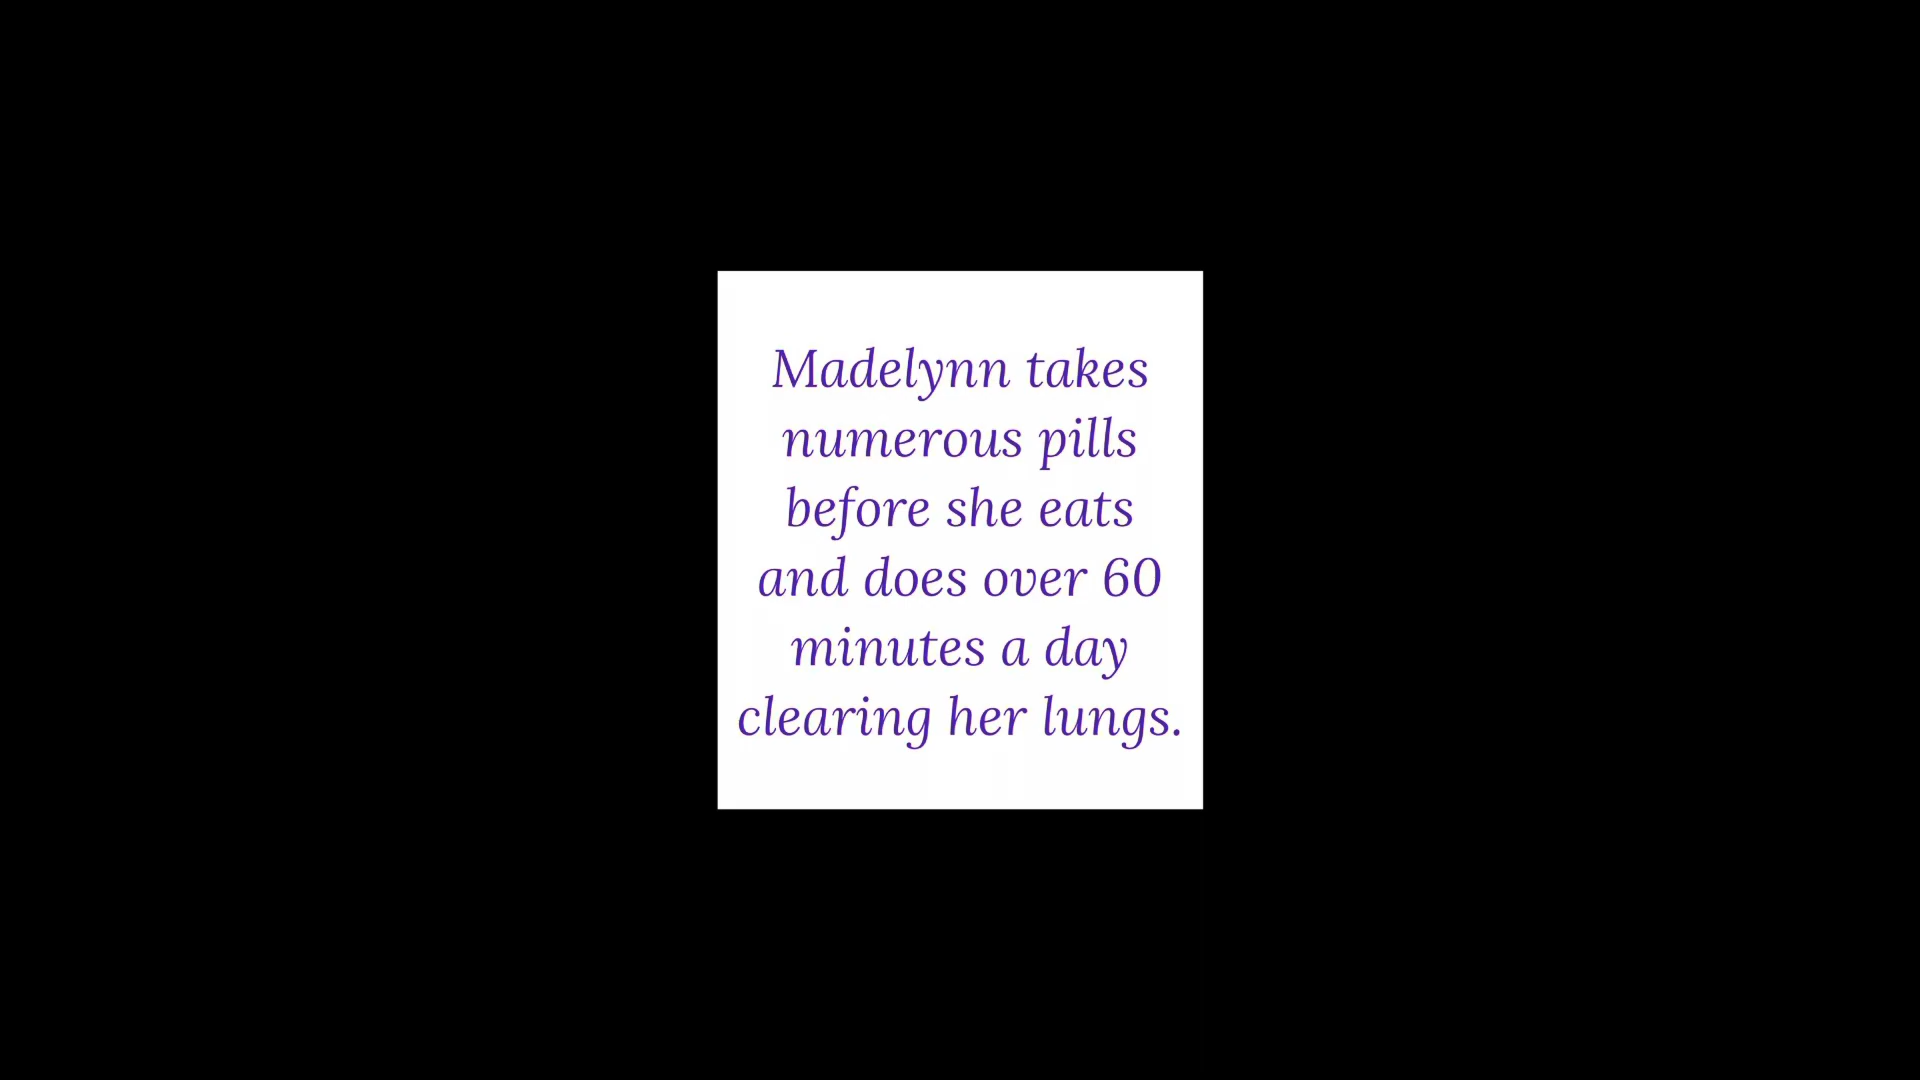 Madelynn takes
numerous pills
before she eats
and does over 60
minutes a day
clearing her lungs.